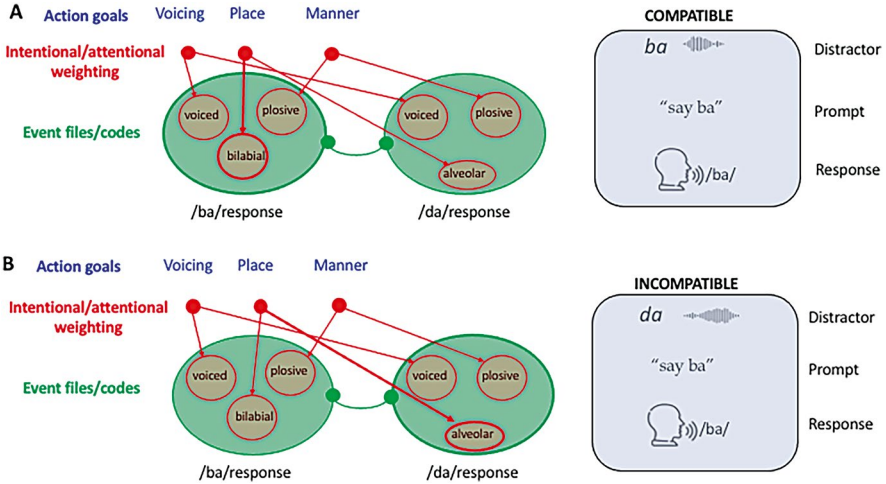 A
Action goals
Voicing Place Manner
Intentional/attentional
weighting
Event files/codes
voiced
plosive
bilabial
voiced
plosive
alveolar
/ba/response
/da/response
COMPATIBLE
ba
Distractor
“say ba”
Prompt
/ba/
Response
B
Action goals
Voicing Place Manner
Intentional/attentional
weighting
Event files/codes
voiced
plosive
bilabial
voiced
plosive
alveolar
/ba/response
/da/response
INCOMPATIBLE
da
Distractor
“say ba”
Prompt
/ba/
Response